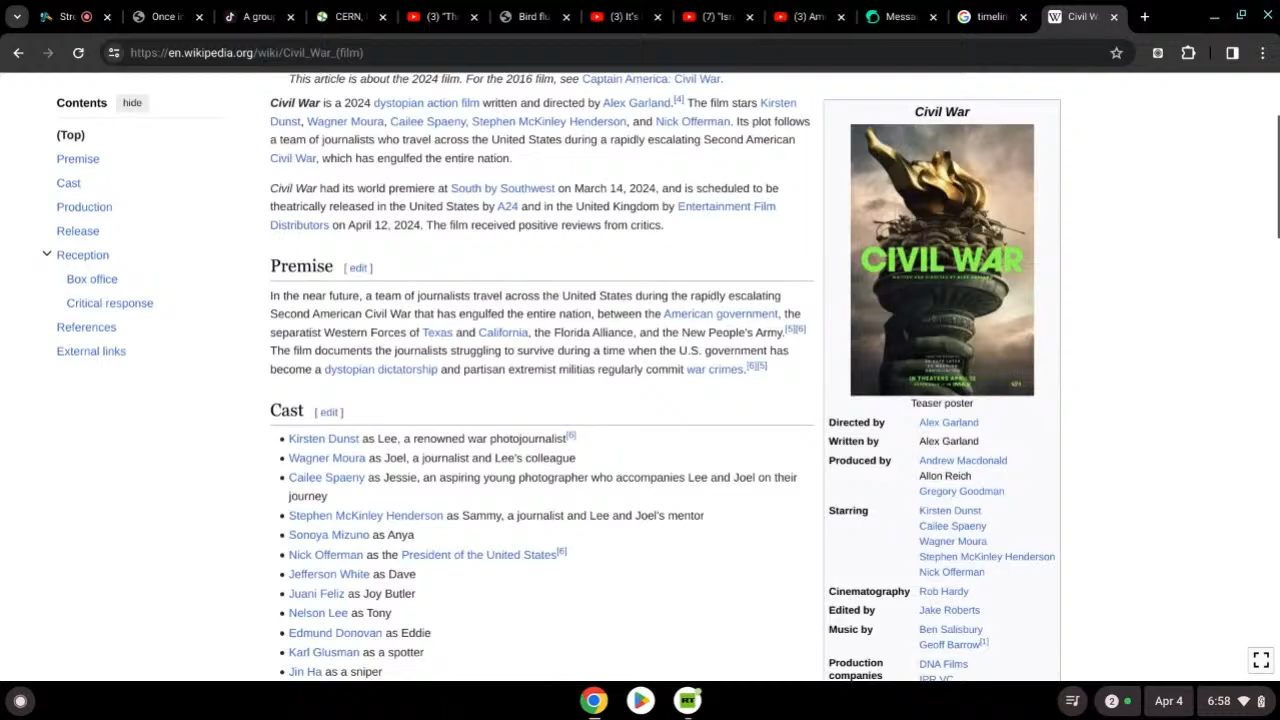 Stre
Once in
A group
CERN,
(3) "Th
Bird flu
(3) It's
(7) "Isr
(3) Am
Messa
timelin
Civil W
https://en.wikipedia.org/wiki/Civil_War_(film)
Contents hide
(Top)
Premise
Cast
Production
Release
Reception
Box office
Critical response
References
External links
This article is about the 2024 film. For the 2016 film, see Captain America: Civil War.
Civil War is a 2024 dystopian action film written and directed by Alex Garland.[4] The film stars Kirsten
Dunst, Wagner Moura, Cailee Spaeny, Stephen McKinley Henderson, and Nick Offerman. Its plot follows
a team of journalists who travel across the United States during a rapidly escalating Second American
Civil War, which has engulfed the entire nation.
Civil War had its world premiere at South by Southwest on March 14, 2024, and is scheduled to be
theatrically released in the United States by A24 and in the United Kingdom by Entertainment Film
Distributors on April 12, 2024. The film received positive reviews from critics.
Premise [ edit ]
In the near future, a team of journalists travel across the United States during the rapidly escalating
Second American Civil War that has engulfed the entire nation, between the American government, the
separatist Western Forces of Texas and California, the Florida Alliance, and the New People's Army.[5][6]
The film documents the journalists struggling to survive during a time when the U.S. government has
become a dystopian dictatorship and partisan extremist militias regularly commit war crimes.[6][5]
Cast [ edit ]
• Kirsten Dunst as Lee, a renowned war photojournalist[6]
• Wagner Moura as Joel, a journalist and Lee's colleague
• Cailee Spaeny as Jessie, an aspiring young photographer who accompanies Lee and Joel on their
journey
• Stephen McKinley Henderson as Sammy, a journalist and Lee and Joel's mentor
• Sonoya Mizuno as Anya
• Nick Offerman as the President of the United States[6]
• Jefferson White as Dave
• Juani Feliz as Joy Butler
• Nelson Lee as Tony
• Edmund Donovan as Eddie
• Karl Glusman as a spotter
• Jin Ha as a sniper
Civil War
CIVIL WAR
WRITTEN AND DIRECTED BY ALEX GARLAND
IN THEATERS APRIL 12
Teaser poster
Directed by Alex Garland
Written by Alex Garland
Produced by Andrew Macdonald
Allon Reich
Gregory Goodman
Starring Kirsten Dunst
Cailee Spaeny
Wagner Moura
Stephen McKinley Henderson
Nick Offerman
Cinematography Rob Hardy
Edited by Jake Roberts
Music by Ben Salisbury
Geoff Barrow[1]
Production DNA Films
companies IPR.VC
RT
2
Apr 4
6:58